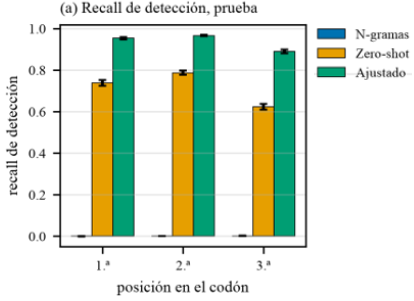 (a) Recall de detección, prueba
N-gramas
Zero-shot
Ajustado
recall de detección
1.0
0.8
0.6
0.4
0.2
0.0
1.ª
2.ª
3.ª
posición en el codón